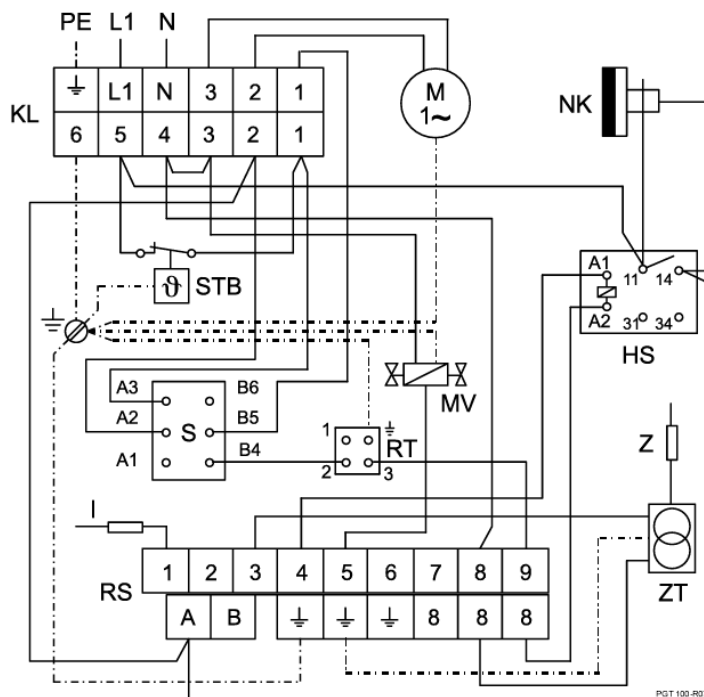 PE L1 N
L1 N 3 2 1
KL
6 5 4 3 2 1
M
1~
NK
ϑ STB
A1 11 14
A2 31 34
HS
A3 B6
A2 S B5
A1 B4
MV
1
RT
2 3
Z
I
1 2 3 4 5 6 7 8 9
RS
A B 8 8 8
ZT